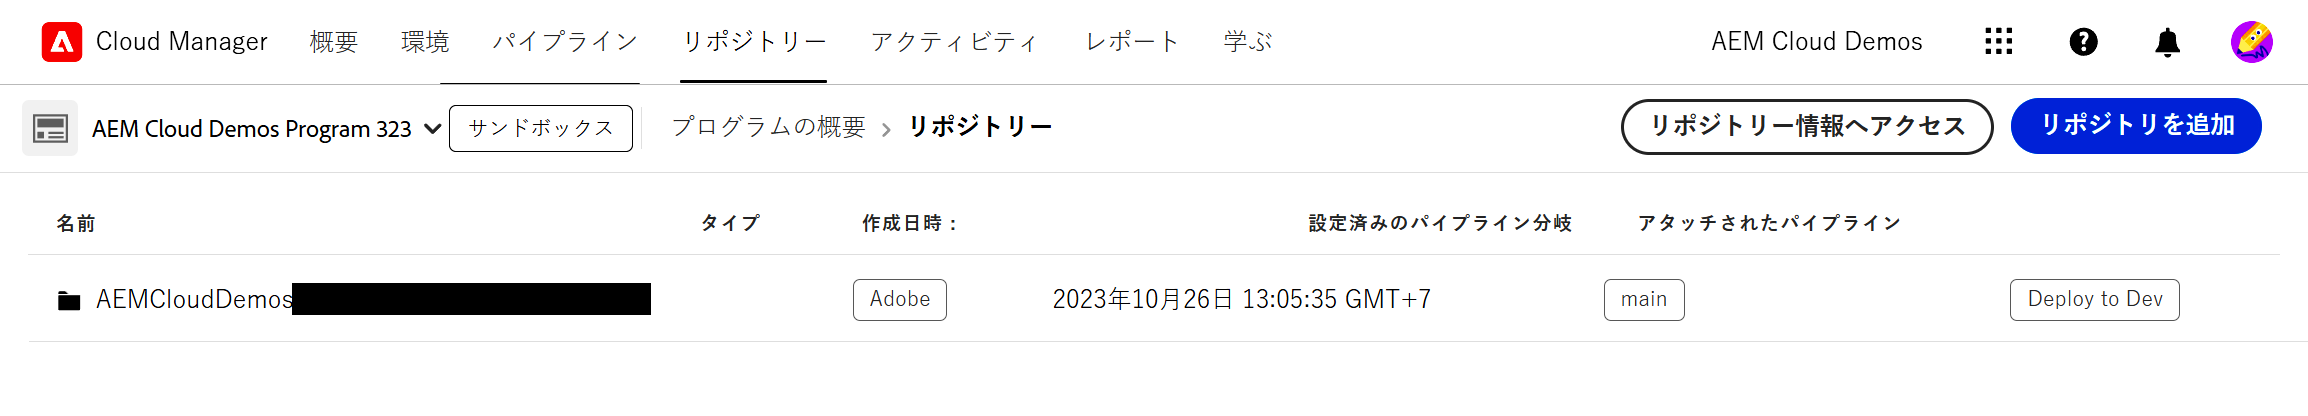 Cloud Manager 概要 環境 パイプライン リポジトリー アクティビティ レポート 学ぶ AEM Cloud Demos
AEM Cloud Demos Program 323 サンドボックス プログラムの概要 > リポジトリー リポジトリー情報へアクセス リポジトリを追加
名前 タイプ 作成日時 : 設定済みのパイプライン分岐 アタッチされたパイプライン
AEMCloudDemos Adobe 2023年10月26日 13:05:35 GMT+7 main Deploy to Dev